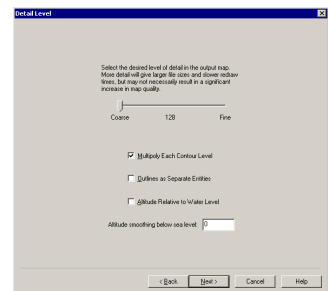 Detail Level
Select the desired level of detail in the output map.
More detail will give larger file sizes and slower redraw
times, but may not necessarily result in a significant
increase in map quality.
Coarse 128 Fine
Multipoly Each Contour Level
Outlines as Separate Entities
Altitude Relative to Water Level
Altitude smoothing below sea level: 0
< Back Next > Cancel Help